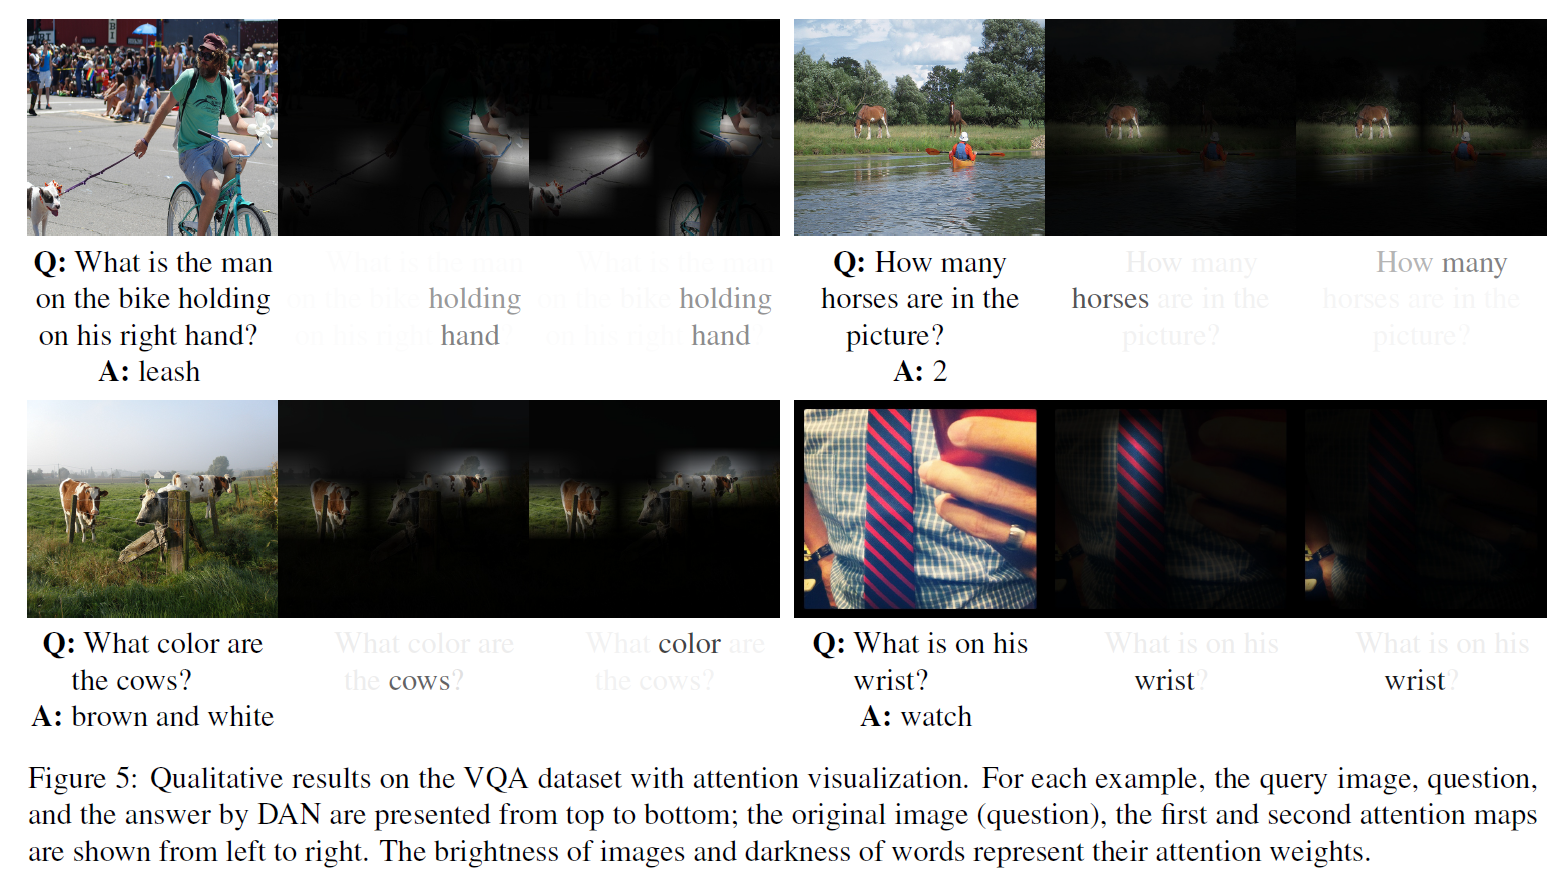 Q: What is the man
on the bike holding
on his right hand?
A: leash
What is the man
on the bike holding
on his right hand?
What is the man
on the bike holding
on his right hand?
Q: How many
horses are in the
picture?
A: 2
How many
horses are in the
picture?
How many
horses are in the
picture?
Q: What color are
the cows?
A: brown and white
What color are
the cows?
What color are
the cows?
Q: What is on his
wrist?
A: watch
What is on his
wrist?
What is on his
wrist?
Figure 5: Qualitative results on the VQA dataset with attention visualization. For each example, the query image, question,
and the answer by DAN are presented from top to bottom; the original image (question), the first and second attention maps
are shown from left to right. The brightness of images and darkness of words represent their attention weights.